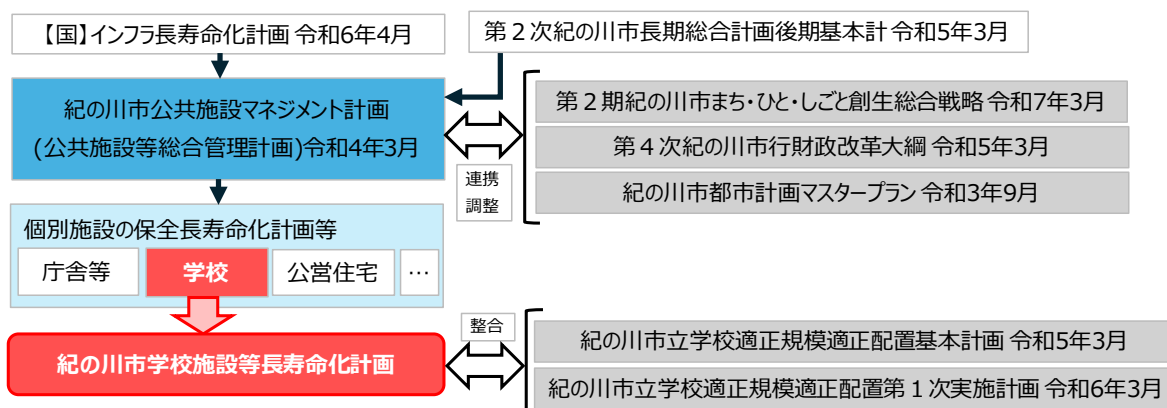 【国】インフラ長寿命化計画 令和6年4月
第２次紀の川市長期総合計画後期基本計 令和5年3月
紀の川市公共施設マネジメント計画
(公共施設等総合管理計画)令和4年3月
連携
調整
第２期紀の川市まち・ひと・しごと創生総合戦略 令和7年3月
第４次紀の川市行財政改革大綱 令和5年3月
紀の川市都市計画マスタープラン 令和3年9月
個別施設の保全長寿命化計画等
庁舎等
学校
公営住宅
…
紀の川市学校施設等長寿命化計画
整合
紀の川市立学校適正規模適正配置基本計画 令和5年3月
紀の川市立学校適正規模適正配置第１次実施計画 令和6年3月